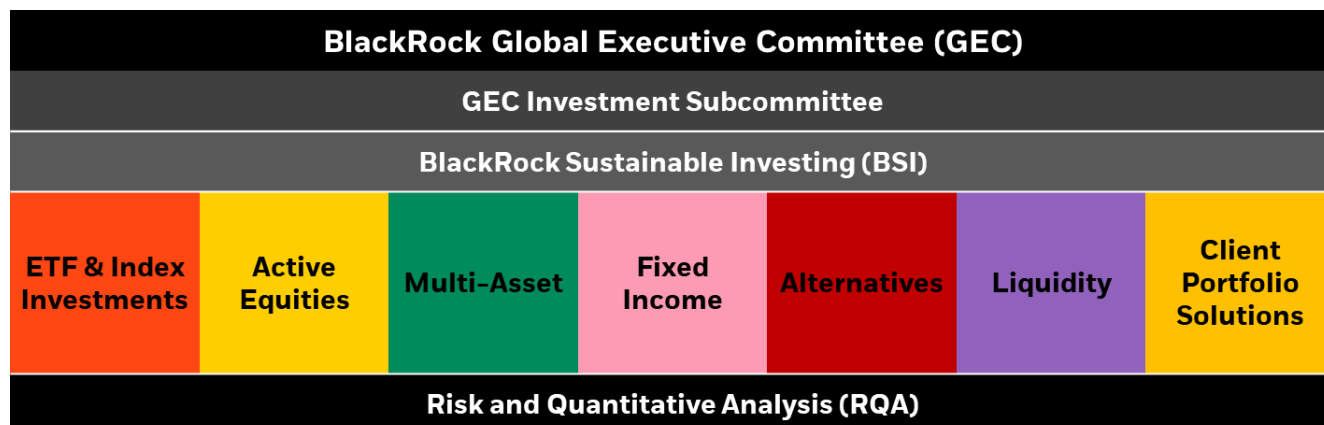 BlackRock Global Executive Committee (GEC)
GEC Investment Subcommittee
BlackRock Sustainable Investing (BSI)
ETF & Index
Investments
Active
Equities
Multi-Asset
Fixed
Income
Alternatives
Liquidity
Client
Portfolio
Solutions
Risk and Quantitative Analysis (RQA)